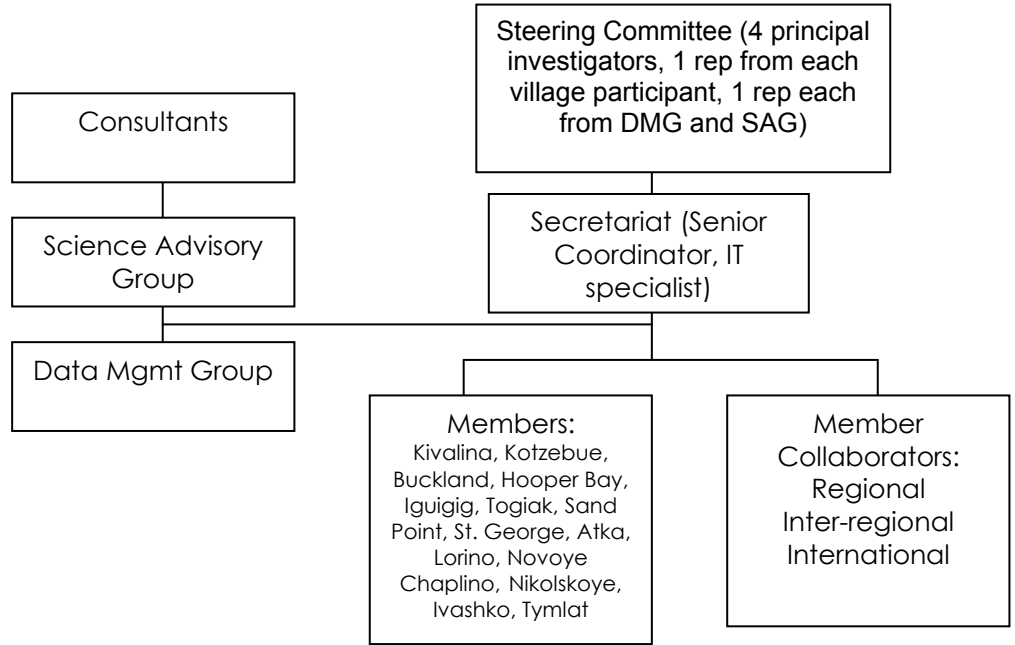 Steering Committee (4 principal
investigators, 1 rep from each
village participant, 1 rep each
from DMG and SAG)
Consultants
Secretariat (Senior
Coordinator, IT
specialist)
Science Advisory
Group
Data Mgmt Group
Members:
Kivalina, Kotzebue,
Buckland, Hooper Bay,
Iguigig, Togiak, Sand
Point, St. George, Atka,
Lorino, Novoye
Chaplino, Nikolskoye,
Ivashko, Tymlat
Member
Collaborators:
Regional
Inter-regional
International